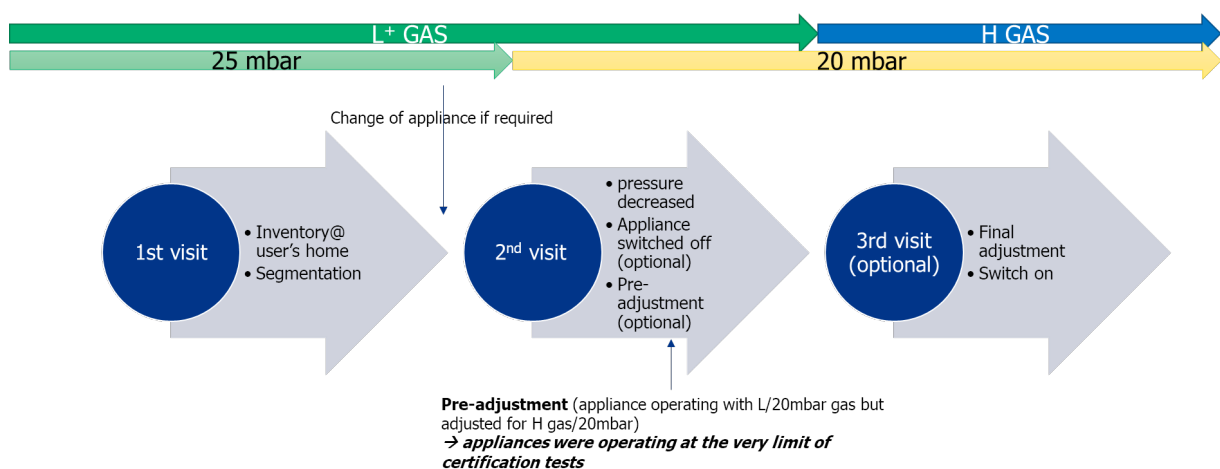 L⁺ GAS
H GAS
25 mbar
20 mbar
Change of appliance if required
1st visit
• Inventory@
user's home
• Segmentation
2ⁿᵈ visit
• pressure
decreased
• Appliance
switched off
(optional)
• Pre-
adjustment
(optional)
3rd visit
(optional)
• Final
adjustment
• Switch on
Pre-adjustment (appliance operating with L/20mbar gas but
adjusted for H gas/20mbar)
→ appliances were operating at the very limit of
certification tests